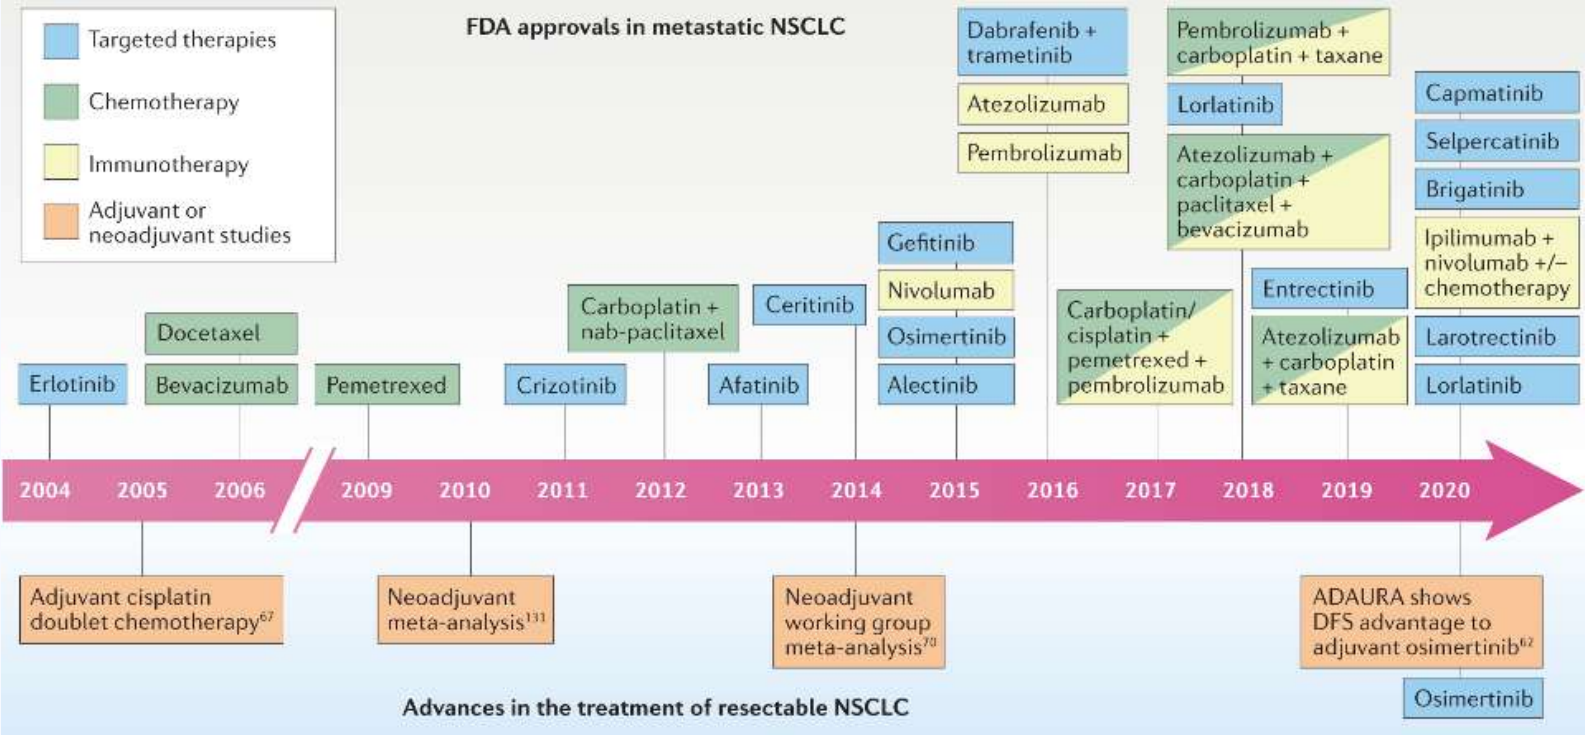 FDA approvals in metastatic NSCLC
Targeted therapies
Chemotherapy
Immunotherapy
Adjuvant or
neoadjuvant studies
Erlotinib
Docetaxel
Bevacizumab
Pemetrexed
Crizotinib
Carboplatin +
nab-paclitaxel
Afatinib
Ceritinib
Gefitinib
Nivolumab
Osimertinib
Alectinib
Dabrafenib +
trametinib
Atezolizumab
Pembrolizumab
Carboplatin/
cisplatin +
pemetrexed +
pembrolizumab
Pembrolizumab +
carboplatin + taxane
Lorlatinib
Atezolizumab +
carboplatin +
paclitaxel +
bevacizumab
Entrectinib
Atezolizumab
+ carboplatin
+ taxane
Capmatinib
Selpercatinib
Brigatinib
Ipilimumab +
nivolumab +/–
chemotherapy
Larotrectinib
Lorlatinib
2004 2005 2006 2009 2010 2011 2012 2013 2014 2015 2016 2017 2018 2019 2020
Adjuvant cisplatin
doublet chemotherapy⁶⁷
Neoadjuvant
meta-analysis¹³¹
Neoadjuvant
working group
meta-analysis⁷⁰
ADAURA shows
DFS advantage to
adjuvant osimertinib⁶²
Osimertinib
Advances in the treatment of resectable NSCLC